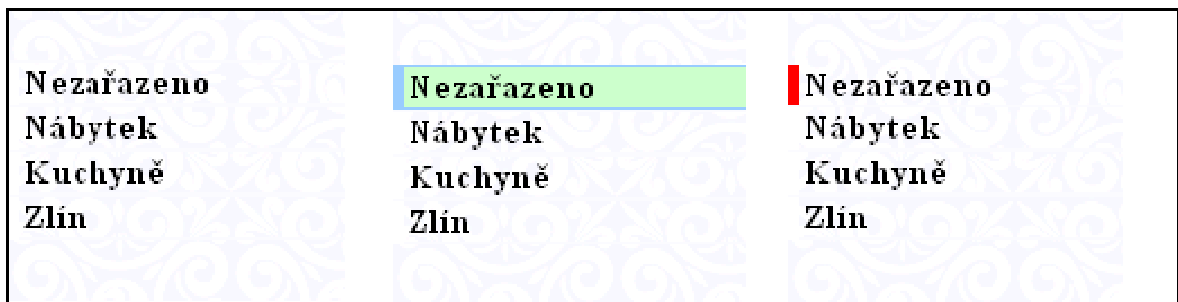 Nezařazeno
Nábytek
Kuchyně
Zlín
Nezařazeno
Nábytek
Kuchyně
Zlín
Nezařazeno
Nábytek
Kuchyně
Zlín